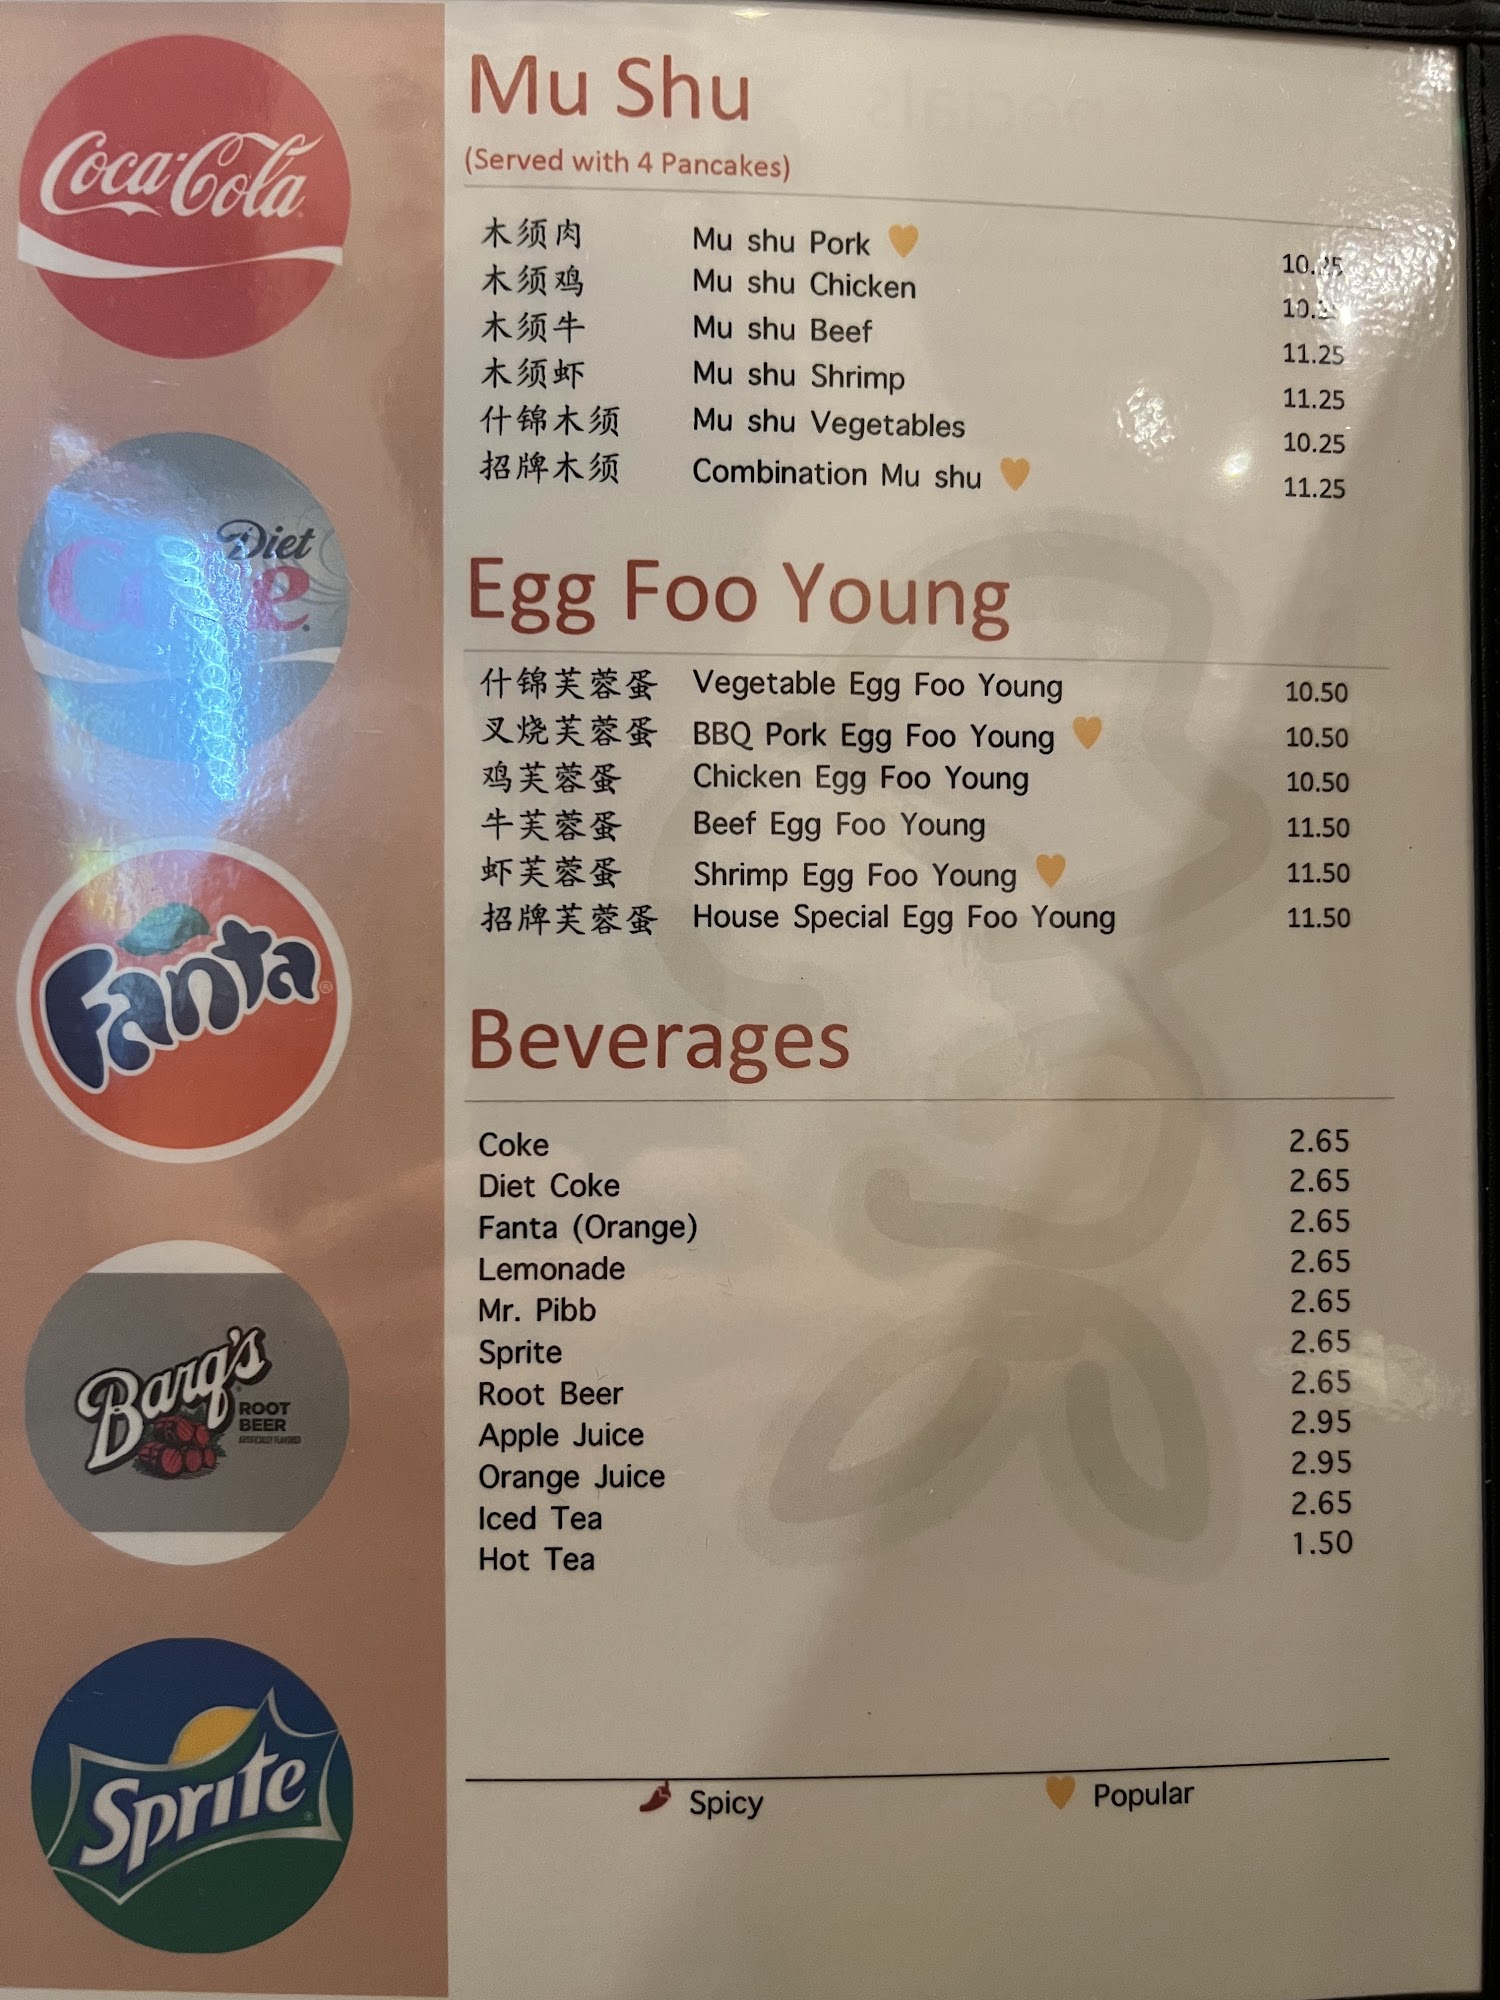 Coca-Cola
Diet
Fanta
Barq's
ROOT
BEER
ARTIFICIALLY FLAVORED
Sprite
Mu Shu
(Served with 4 Pancakes)
木须肉 Mu shu Pork 10.25
木须鸡 Mu shu Chicken
木须牛 Mu shu Beef 11.25
木须虾 Mu shu Shrimp 11.25
什锦木须 Mu shu Vegetables 10.25
招牌木须 Combination Mu shu 11.25
Egg Foo Young
什锦芙蓉蛋 Vegetable Egg Foo Young 10.50
叉烧芙蓉蛋 BBQ Pork Egg Foo Young 10.50
鸡芙蓉蛋 Chicken Egg Foo Young 10.50
牛芙蓉蛋 Beef Egg Foo Young 11.50
虾芙蓉蛋 Shrimp Egg Foo Young 11.50
招牌芙蓉蛋 House Special Egg Foo Young 11.50
Beverages
Coke 2.65
Diet Coke 2.65
Fanta (Orange) 2.65
Lemonade 2.65
Mr. Pibb 2.65
Sprite 2.65
Root Beer 2.65
Apple Juice 2.95
Orange Juice 2.95
Iced Tea 2.65
Hot Tea 1.50
Spicy Popular